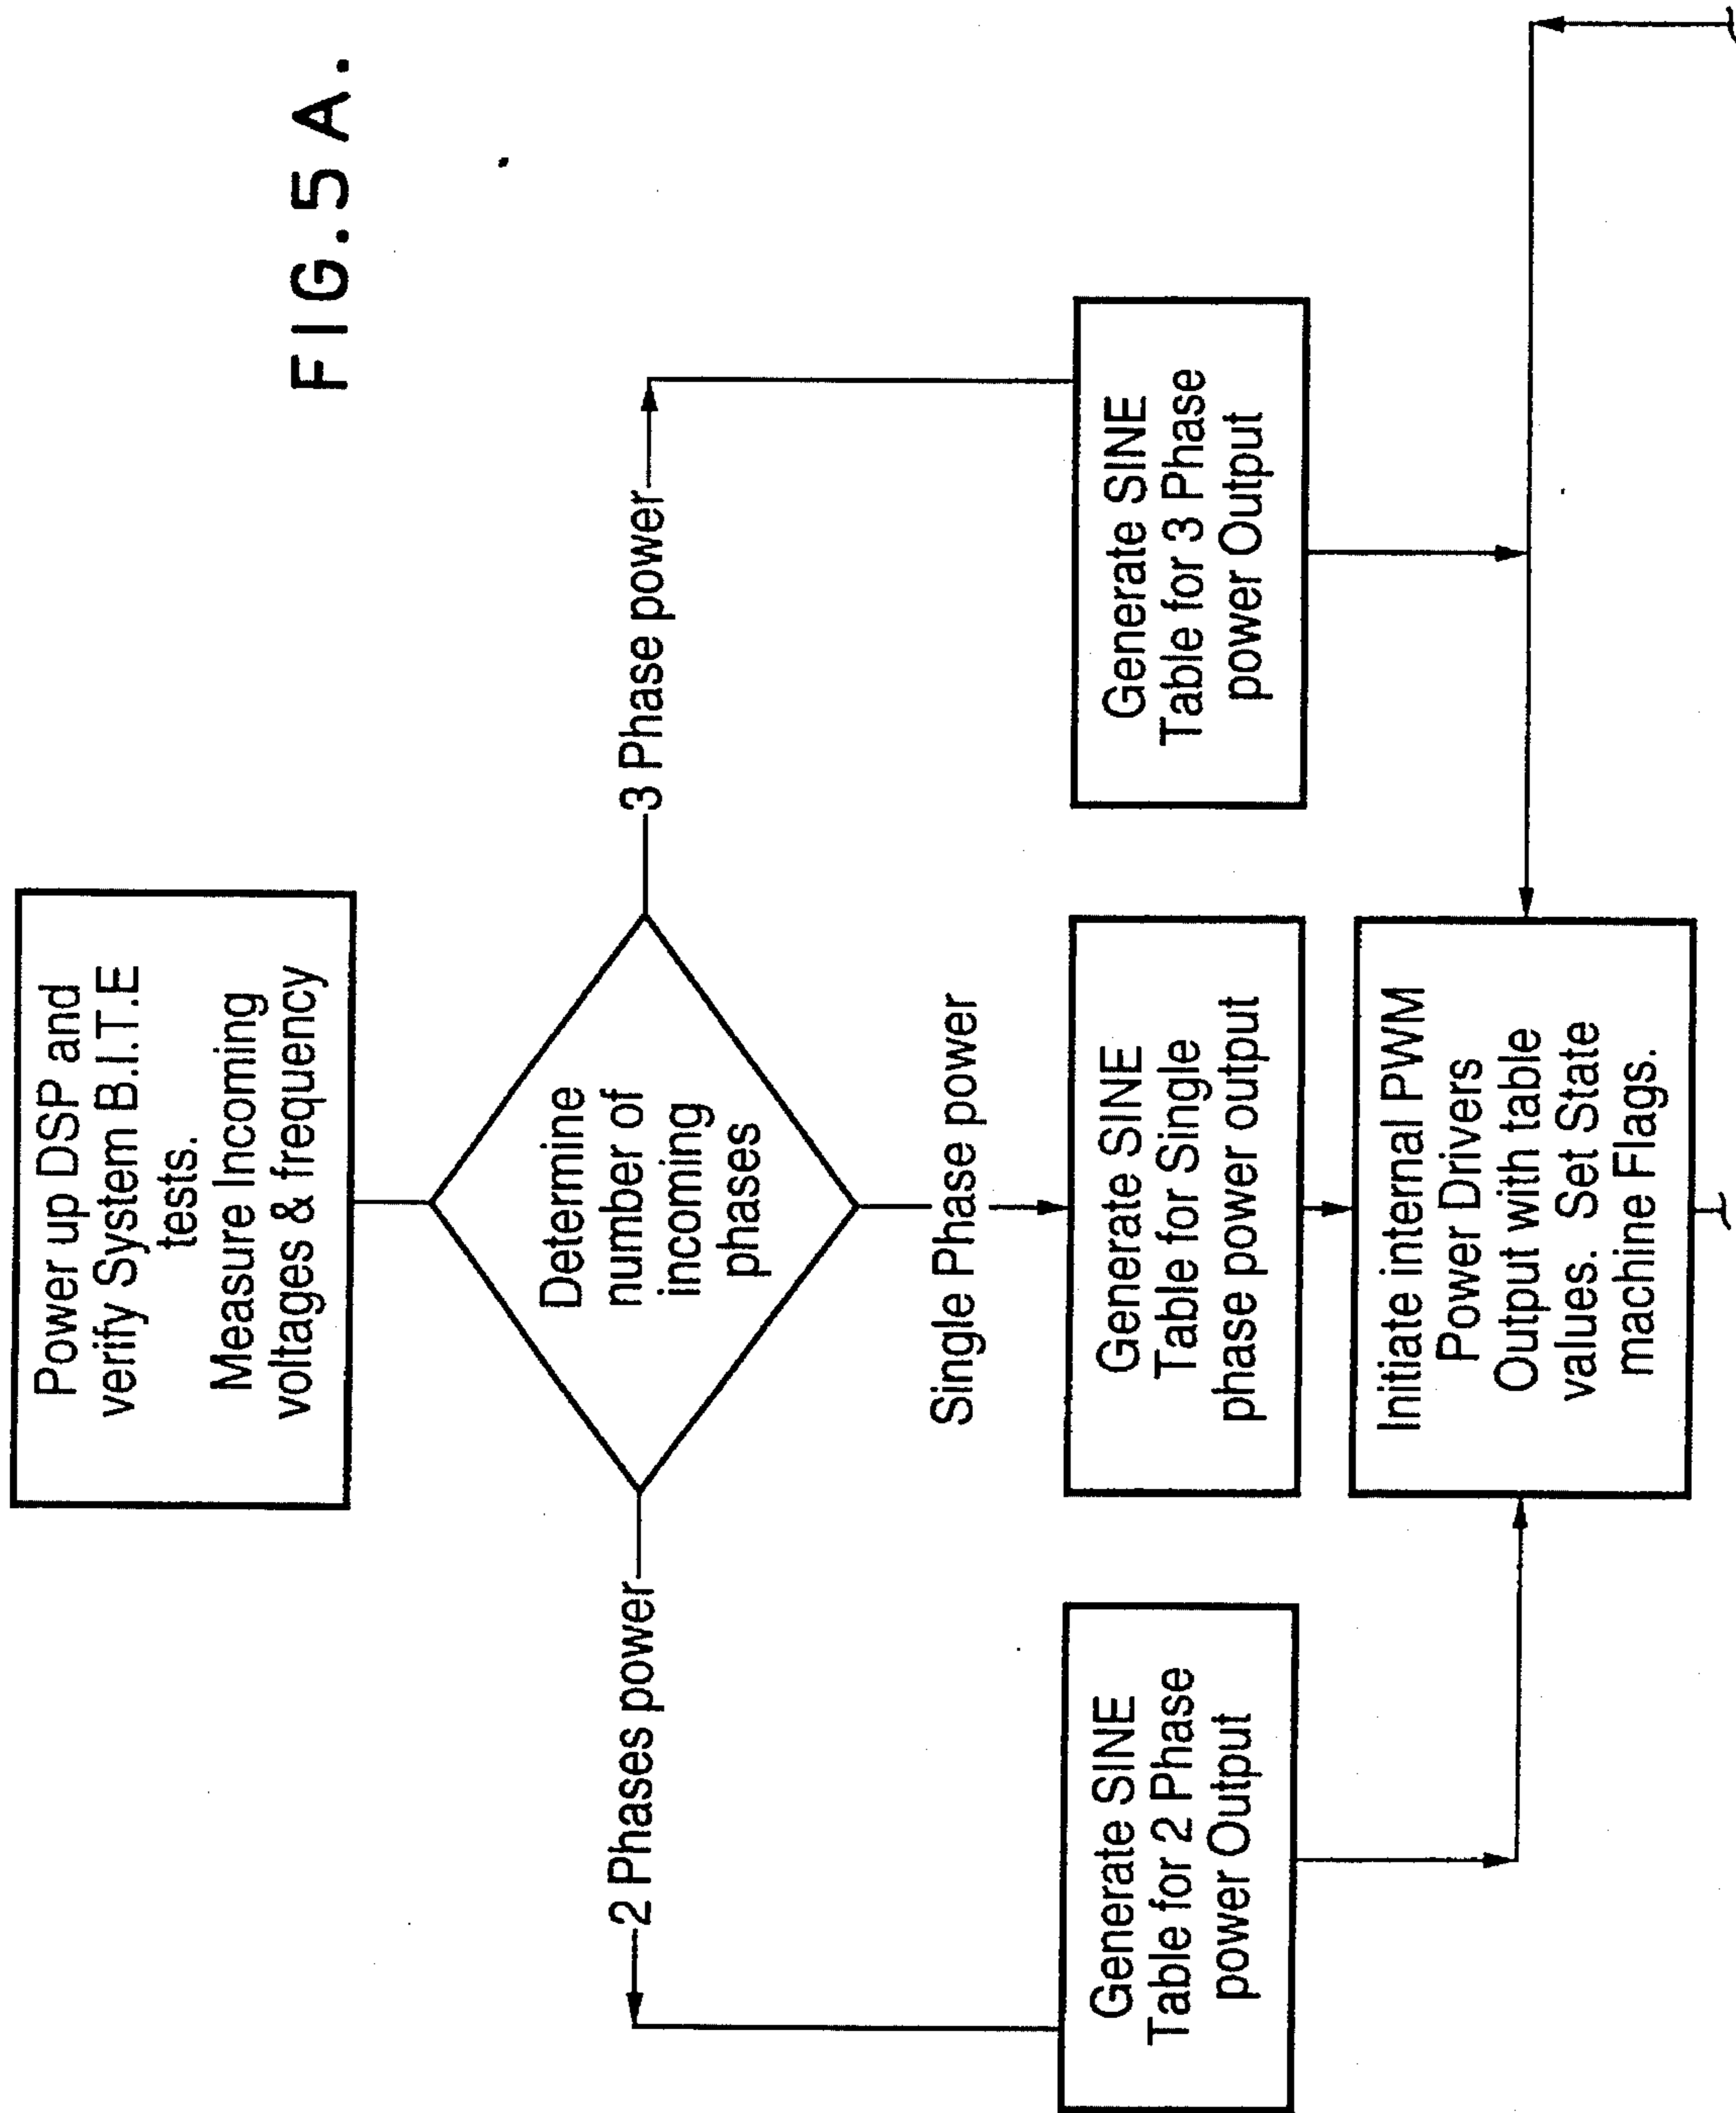 FIG.5A.
Power up DSP and
verify System B.I.T.E
tests.
Measure Incoming
voltages & frequency
Determine
number of
incoming
phases
2 Phases power
Single Phase power
3 Phase power
Generate SINE
Table for 2 Phase
power Output
Generate SINE
Table for Single
phase power output
Generate SINE
Table for 3 Phase
power Output
Initiate internal PWM
Power Drivers
Output with table
values. Set State
machine Flags.